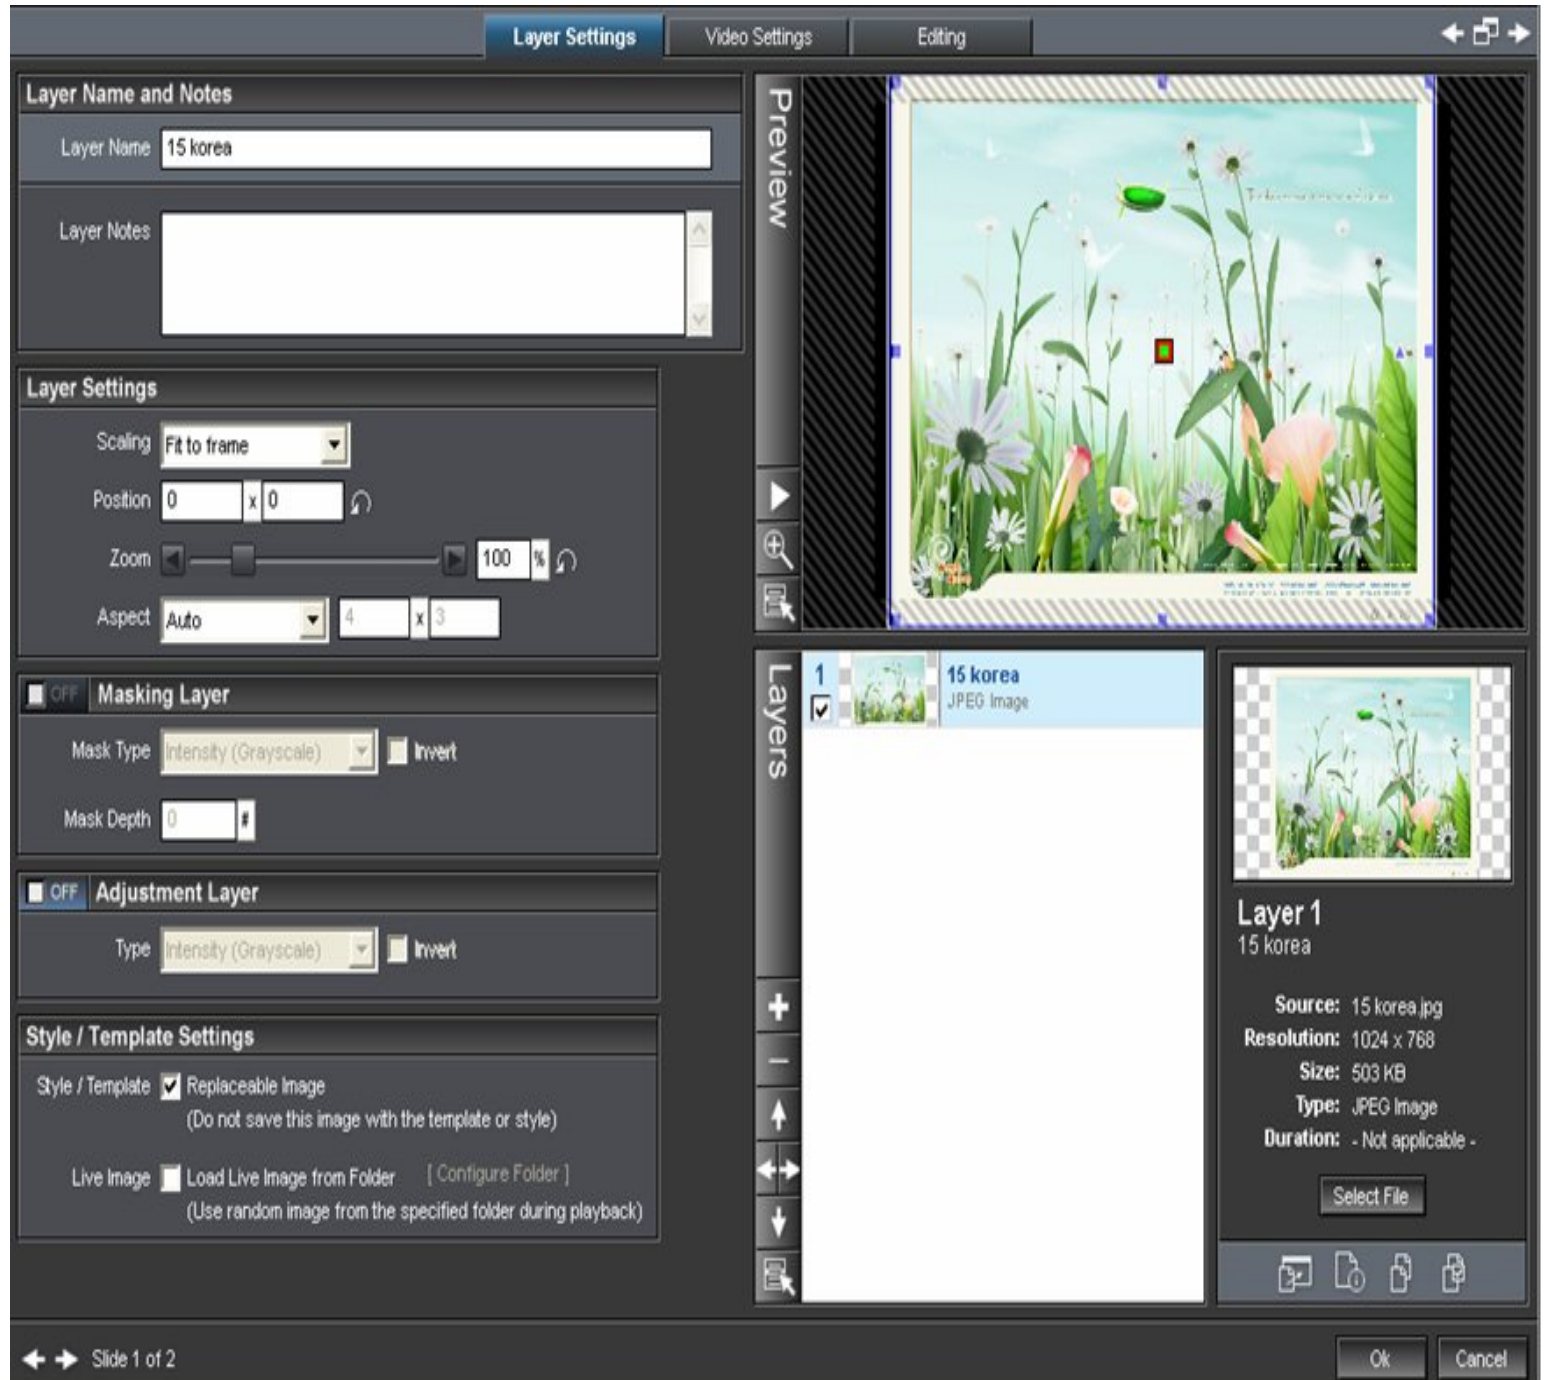 Layer Settings
Video Settings
Editing
Layer Name and Notes
Layer Name 15 korea
Layer Notes
Layer Settings
Scaling Fit to frame
Position 0 x 0
Zoom 100 %
Aspect Auto 4 x 3
OFF Masking Layer
Mask Type Intensity (Grayscale) Invert
Mask Depth 0 #
OFF Adjustment Layer
Type Intensity (Grayscale) Invert
Style / Template Settings
Style / Template Replaceable Image
(Do not save this image with the template or style)
Live Image Load Live Image from Folder [ Configure Folder ]
(Use random image from the specified folder during playback)
Preview
Layers
1 15 korea
JPEG Image
Layer 1
15 korea
Source: 15 korea.jpg
Resolution: 1024 x 768
Size: 503 KB
Type: JPEG Image
Duration: - Not applicable -
Select File
Slide 1 of 2
Ok Cancel